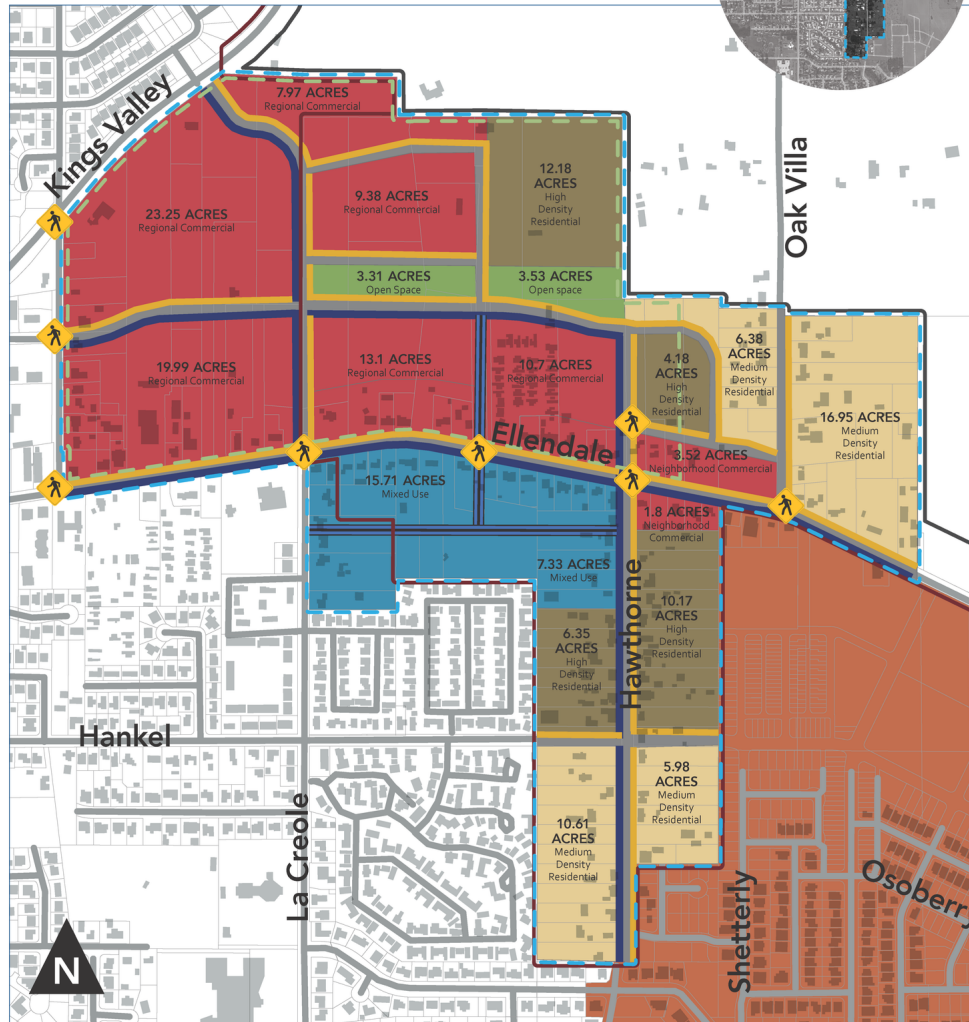 Kings Valley
7.97 ACRES
Regional Commercial
23.25 ACRES
Regional Commercial
9.38 ACRES
Regional Commercial
12.18
ACRES
High
Density
Residential
Oak Villa
3.31 ACRES
Open Space
3.53 ACRES
Open space
19.99 ACRES
Regional Commercial
13.1 ACRES
Regional Commercial
10.7 ACRES
Regional Commercial
4.18
ACRES
High
Density
Residential
6.38
ACRES
Medium
Density
Residential
16.95 ACRES
Medium
Density
Residential
Ellendale
3.52 ACRES
Neighborhood Commercial
15.71 ACRES
Mixed Use
1.8 ACRES
Neighborhood
Commercial
7.33 ACRES
Mixed Use
Hawthorne
6.35
ACRES
High
Density
Residential
10.17
ACRES
High
Density
Residential
Hankel
La Creole
10.61
ACRES
Medium
Density
Residential
5.98
ACRES
Medium
Density
Residential
Shetterly
Osoberry
N